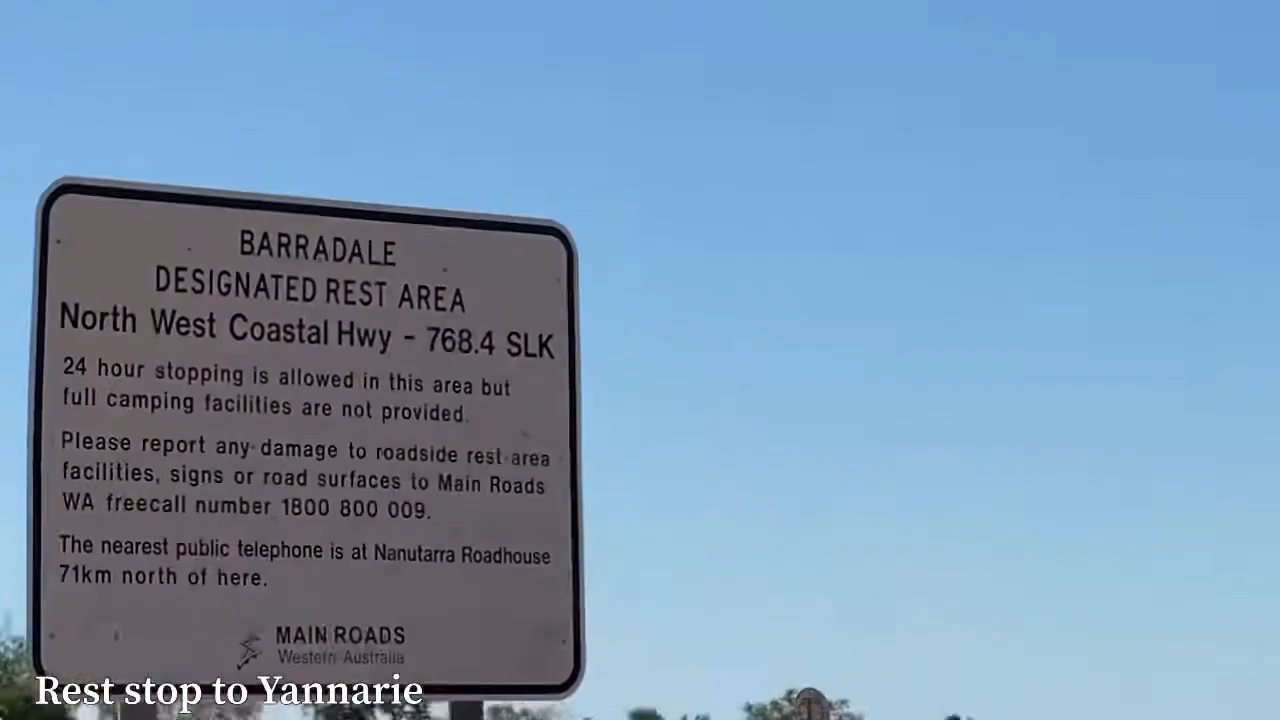 BARRADALE
DESIGNATED REST AREA
North West Coastal Hwy - 768.4 SLK
24 hour stopping is allowed in this area but
full camping facilities are not provided.
Please report any damage to roadside rest area
facilities, signs or road surfaces to Main Roads
WA freecall number 1800 800 009.
The nearest public telephone is at Nanutarra Roadhouse
71km north of here.
MAIN ROADS
Western Australia
Rest stop to Yannarie